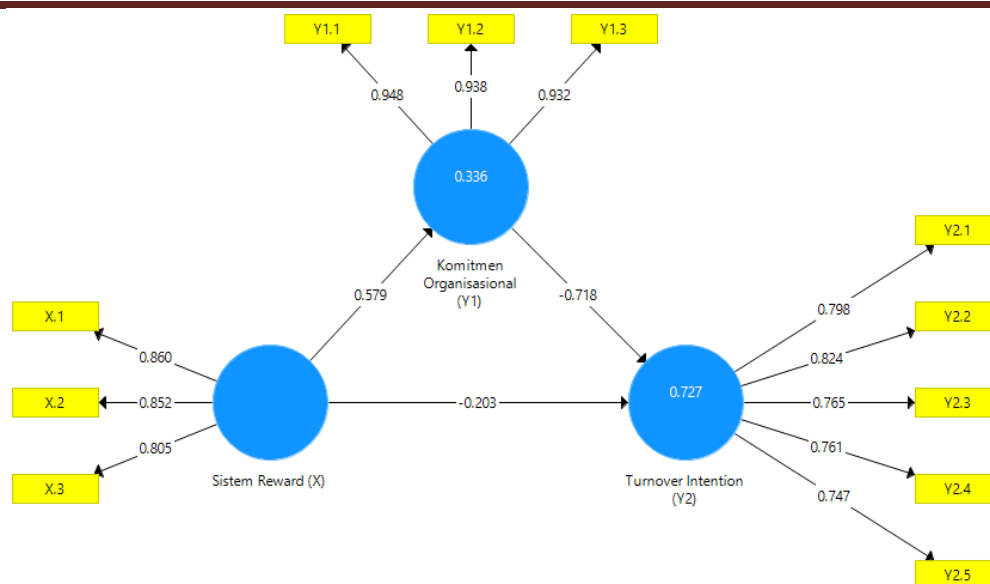 Y1.1
Y1.2
Y1.3
0.948
0.938
0.932
0.336
Komitmen
Organisasional
(Y1)
0.579
-0.718
X.1
X.2
X.3
0.860
0.852
0.805
Sistem Reward (X)
-0.203
0.727
Turnover Intention
(Y2)
0.798
0.824
0.765
0.761
0.747
Y2.1
Y2.2
Y2.3
Y2.4
Y2.5